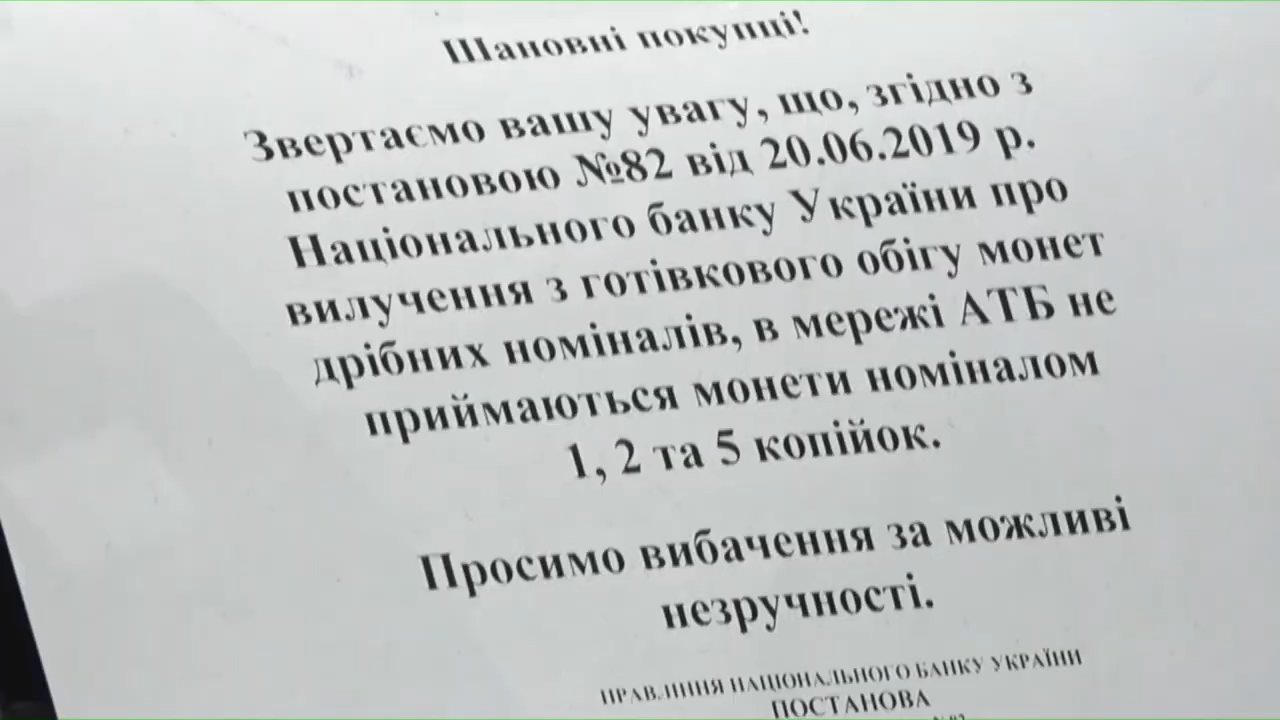 Шановні покупці!
Звертаємо вашу увагу, що, згідно з
постановою №82 від 20.06.2019 р.
Національного банку України про
вилучення з готівкового обігу монет
дрібних номіналів, в мережі АТБ не
приймаються монети номіналом
1, 2 та 5 копійок.
Просимо вибачення за можливі
незручності.
ПРАВЛІННЯ НАЦІОНАЛЬНОГО БАНКУ УКРАЇНИ
ПОСТАНОВА